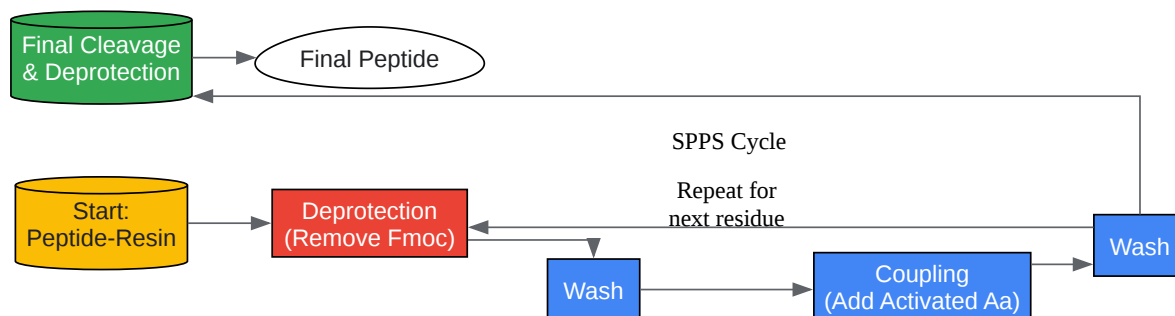 Final Cleavage
& Deprotection
Final Peptide
SPPS Cycle
Repeat for
next residue
Start:
Peptide-Resin
Deprotection
(Remove Fmoc)
Wash
Coupling
(Add Activated Aa)
Wash